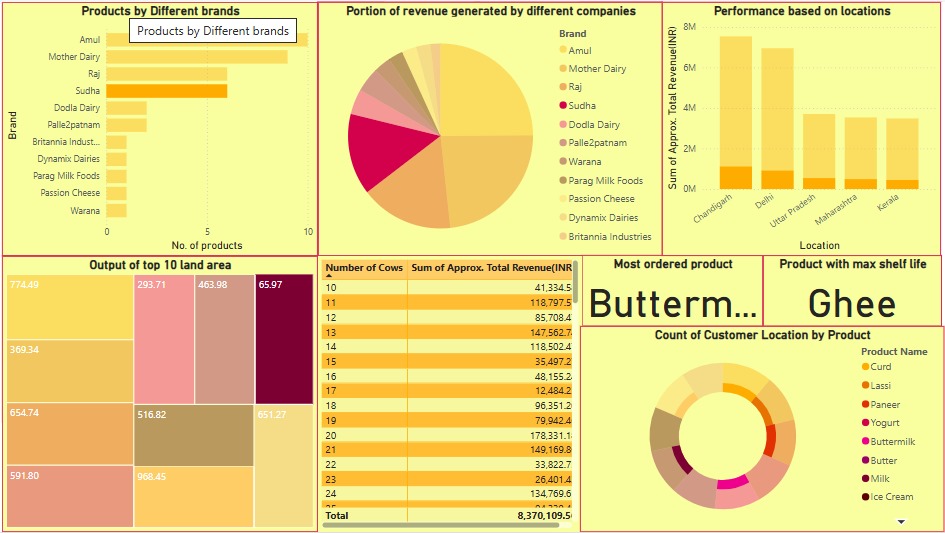 Products by Different brands
Products by Different brands
Brand
Amul
Mother Dairy
Raj
Sudha
Dodla Dairy
Palle2patnam
Britannia Indust...
Dynamix Dairies
Parag Milk Foods
Passion Cheese
Warana
0 5 10
No. of products
Portion of revenue generated by different companies
Brand
Amul
Mother Dairy
Raj
Sudha
Dodla Dairy
Palle2patnam
Warana
Parag Milk Foods
Passion Cheese
Dynamix Dairies
Britannia Industries
Performance based on locations
Sum of Approx. Total Revenue(INR)
8M
6M
4M
2M
0M
Chandigarh
Delhi
Uttar Pradesh
Maharashtra
Kerala
Location
Output of top 10 land area
774.49
369.34
654.74
591.80
293.71
463.98
65.97
516.82
968.45
651.27
Number of Cows Sum of Approx. Total Revenue(INR
10 41,334.5
11 118,797.5
12 85,708.4
13 147,562.7
14 118,502.4
15 35,497.2
16 48,155.2
17 12,484.2
18 96,351.2
19 79,942.4
20 178,331.1
21 149,169.8
22 33,822.7
23 26,401.4
24 134,769.6
Total 8,370,109.5
Most ordered product
Butterm...
Product with max shelf life
Ghee
Count of Customer Location by Product
Product Name
Curd
Lassi
Paneer
Yogurt
Buttermilk
Butter
Milk
Ice Cream